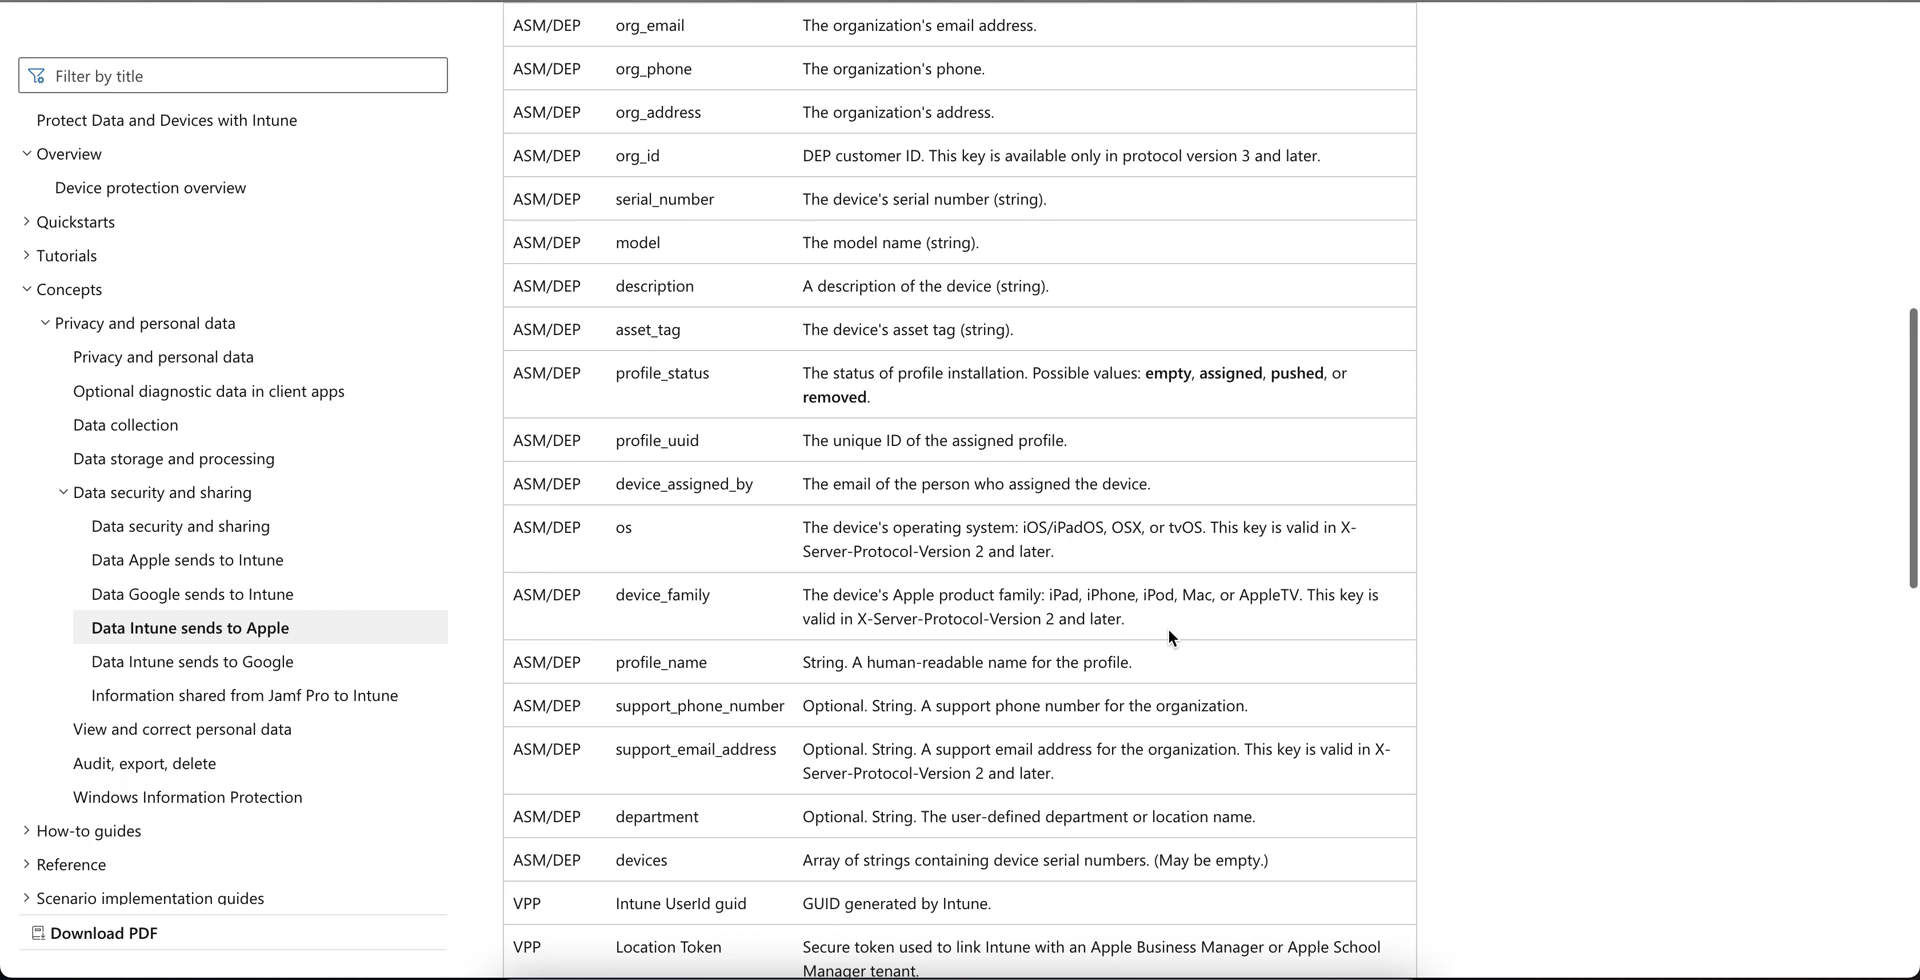 Filter by title
Protect Data and Devices with Intune
Overview
Device protection overview
Quickstarts
Tutorials
Concepts
Privacy and personal data
Privacy and personal data
Optional diagnostic data in client apps
Data collection
Data storage and processing
Data security and sharing
Data security and sharing
Data Apple sends to Intune
Data Google sends to Intune
Data Intune sends to Apple
Data Intune sends to Google
Information shared from Jamf Pro to Intune
View and correct personal data
Audit, export, delete
Windows Information Protection
How-to guides
Reference
Scenario implementation guides
Download PDF
ASM/DEP org_email The organization's email address.
ASM/DEP org_phone The organization's phone.
ASM/DEP org_address The organization's address.
ASM/DEP org_id DEP customer ID. This key is available only in protocol version 3 and later.
ASM/DEP serial_number The device's serial number (string).
ASM/DEP model The model name (string).
ASM/DEP description A description of the device (string).
ASM/DEP asset_tag The device's asset tag (string).
ASM/DEP profile_status The status of profile installation. Possible values: empty, assigned, pushed, or
removed.
ASM/DEP profile_uuid The unique ID of the assigned profile.
ASM/DEP device_assigned_by The email of the person who assigned the device.
ASM/DEP os The device's operating system: iOS/iPadOS, OSX, or tvOS. This key is valid in X-
Server-Protocol-Version 2 and later.
ASM/DEP device_family The device's Apple product family: iPad, iPhone, iPod, Mac, or AppleTV. This key is
valid in X-Server-Protocol-Version 2 and later.
ASM/DEP profile_name String. A human-readable name for the profile.
ASM/DEP support_phone_number Optional. String. A support phone number for the organization.
ASM/DEP support_email_address Optional. String. A support email address for the organization. This key is valid in X-
Server-Protocol-Version 2 and later.
ASM/DEP department Optional. String. The user-defined department or location name.
ASM/DEP devices Array of strings containing device serial numbers. (May be empty.)
VPP Intune UserId guid GUID generated by Intune.
VPP Location Token Secure token used to link Intune with an Apple Business Manager or Apple School
Manager tenant.